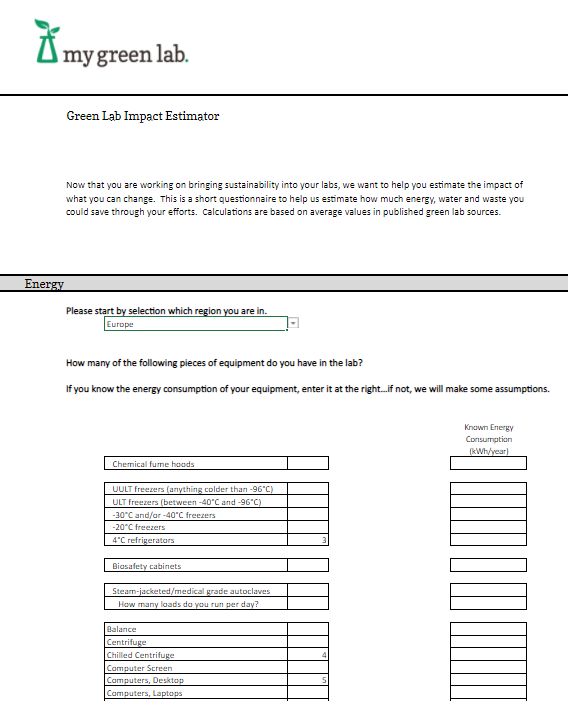 my green lab.
Green Lab Impact Estimator
Now that you are working on bringing sustainability into your labs, we want to help you estimate the impact of
what you can change. This is a short questionnaire to help us estimate how much energy, water and waste you
could save through your efforts. Calculations are based on average values in published green lab sources.
Energy
Please start by selection which region you are in.
Europe
How many of the following pieces of equipment do you have in the lab?
If you know the energy consumption of your equipment, enter it at the right...if not, we will make some assumptions.
Known Energy
Consumption
(kWh/year)
Chemical fume hoods
UULT freezers (anything colder than -96°C)
ULT freezers (between -40°C and -96°C)
-30°C and/or -40°C freezers
-20°C freezers
4°C refrigerators 3
Biosafety cabinets
Steam-jacketed/medical grade autoclaves
How many loads do you run per day?
Balance
Centrifuge
Chilled Centrifuge 4
Computer Screen
Computers, Desktop 5
Computers, Laptops